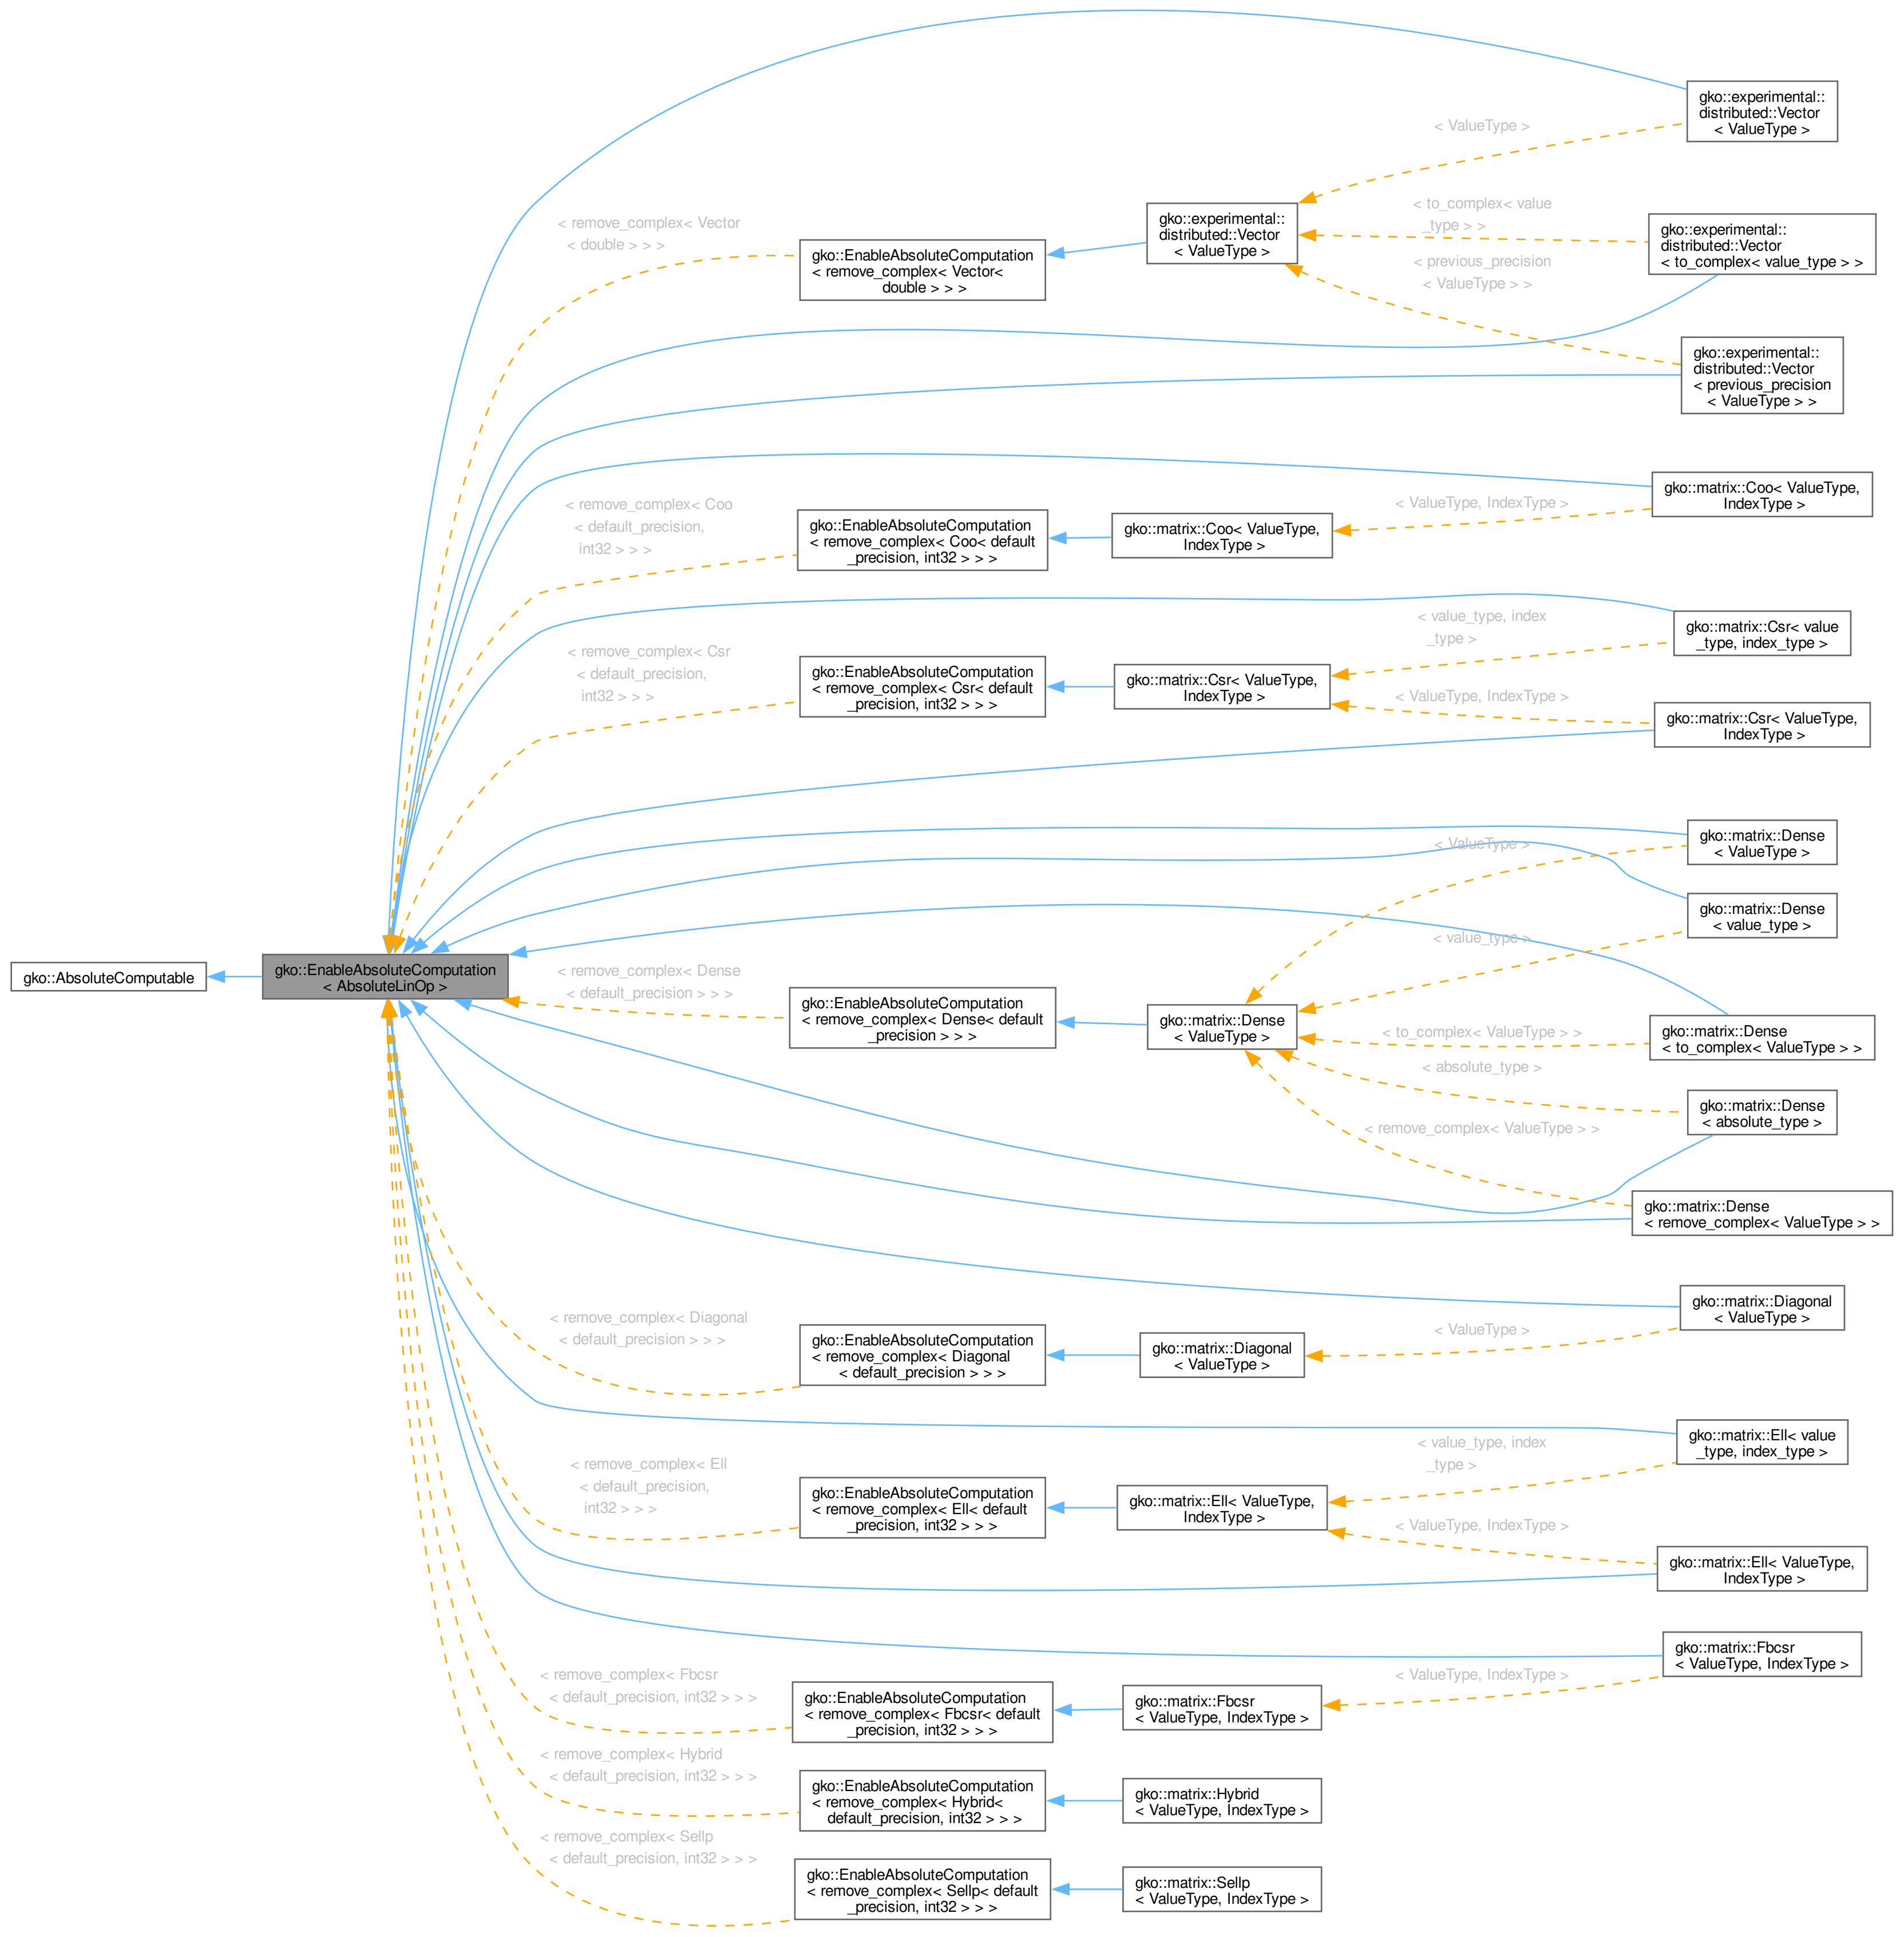 gko::AbsoluteComputable
gko::EnableAbsoluteComputation
< AbsoluteLinOp >
< remove_complex< Vector
< double > > >
gko::EnableAbsoluteComputation
< remove_complex< Vector<
double > > >
gko::experimental::
distributed::Vector
< ValueType >
< ValueType >
gko::experimental::
distributed::Vector
< ValueType >
< to_complex< value
_type > >
gko::experimental::
distributed::Vector
< to_complex< value_type > >
< previous_precision
< ValueType > >
gko::experimental::
distributed::Vector
< previous_precision
< ValueType > >
< remove_complex< Coo
< default_precision,
int32 > > >
gko::EnableAbsoluteComputation
< remove_complex< Coo< default
_precision, int32 > > >
gko::matrix::Coo< ValueType,
IndexType >
< ValueType, IndexType >
gko::matrix::Coo< ValueType,
IndexType >
< remove_complex< Csr
< default_precision,
int32 > > >
gko::EnableAbsoluteComputation
< remove_complex< Csr< default
_precision, int32 > > >
gko::matrix::Csr< ValueType,
IndexType >
< value_type, index
_type >
gko::matrix::Csr< value
_type, index_type >
< ValueType, IndexType >
gko::matrix::Csr< ValueType,
IndexType >
< remove_complex< Dense
< default_precision > > >
gko::EnableAbsoluteComputation
< remove_complex< Dense< default
_precision > > >
gko::matrix::Dense
< ValueType >
< ValueType >
gko::matrix::Dense
< ValueType >
< value_type >
gko::matrix::Dense
< value_type >
< to_complex< ValueType > >
gko::matrix::Dense
< to_complex< ValueType > >
< absolute_type >
gko::matrix::Dense
< absolute_type >
< remove_complex< ValueType > >
gko::matrix::Dense
< remove_complex< ValueType > >
< remove_complex< Diagonal
< default_precision > > >
gko::EnableAbsoluteComputation
< remove_complex< Diagonal
< default_precision > > >
gko::matrix::Diagonal
< ValueType >
< ValueType >
gko::matrix::Diagonal
< ValueType >
< remove_complex< Ell
< default_precision,
int32 > > >
gko::EnableAbsoluteComputation
< remove_complex< Ell< default
_precision, int32 > > >
gko::matrix::Ell< ValueType,
IndexType >
< value_type, index
_type >
gko::matrix::Ell< value
_type, index_type >
< ValueType, IndexType >
gko::matrix::Ell< ValueType,
IndexType >
< remove_complex< Fbcsr
< default_precision, int32 > > >
gko::EnableAbsoluteComputation
< remove_complex< Fbcsr< default
_precision, int32 > > >
gko::matrix::Fbcsr
< ValueType, IndexType >
< ValueType, IndexType >
gko::matrix::Fbcsr
< ValueType, IndexType >
< remove_complex< Hybrid
< default_precision, int32 > > >
gko::EnableAbsoluteComputation
< remove_complex< Hybrid<
default_precision, int32 > > >
gko::matrix::Hybrid
< ValueType, IndexType >
< remove_complex< Sellp
< default_precision, int32 > > >
gko::EnableAbsoluteComputation
< remove_complex< Sellp< default
_precision, int32 > > >
gko::matrix::Sellp
< ValueType, IndexType >